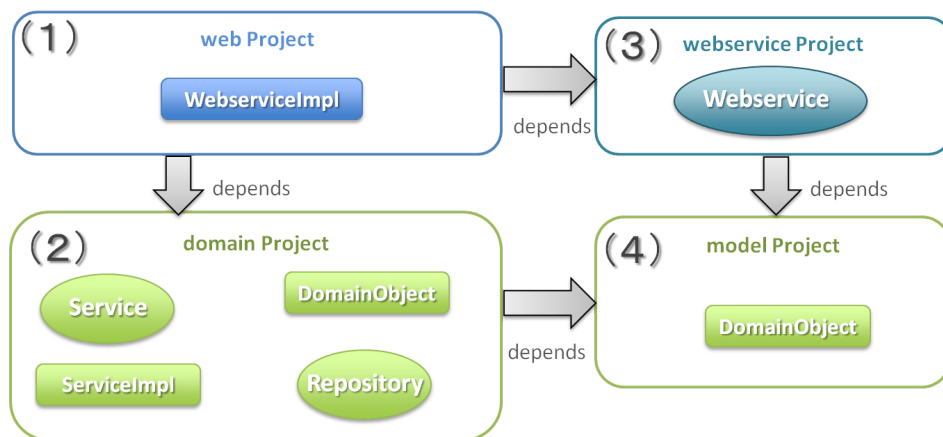 (1)
web Project
WebserviceImpl
depends
(3)
webservice Project
Webservice
depends
depends
(2)
domain Project
Service
DomainObject
ServiceImpl
Repository
depends
(4)
model Project
DomainObject